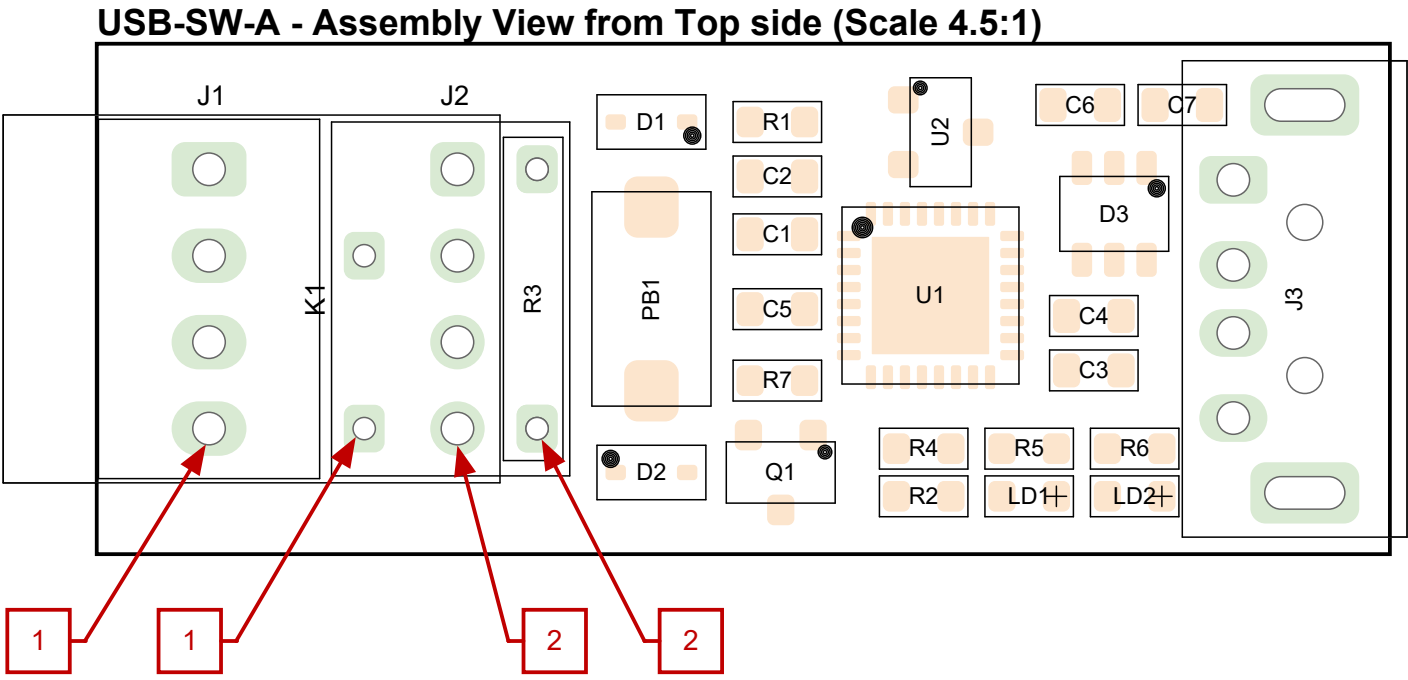 USB-SW-A - Assembly View from Top side (Scale 4.5:1)
J1
J2
D1
R1
U2
C6
C7
C2
D3
C1
K1
R3
PB1
C5
U1
C4
J3
R7
C3
D2
Q1
R4
R5
R6
R2
LD1
LD2
1
1
2
2